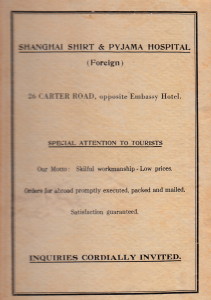 SHANGHAI SHIRT & PYJAMA HOSPITAL
(Foreign)
26 CARTER ROAD, opposite Embassy Hotel.
SPECIAL ATTENTION TO TOURISTS
Our Motto: Skilful workmanship - Low prices.
Orders for abroad promptly executed, packed and mailed.
Satisfaction guaranteed.
INQUIRIES CORDIALLY INVITED.